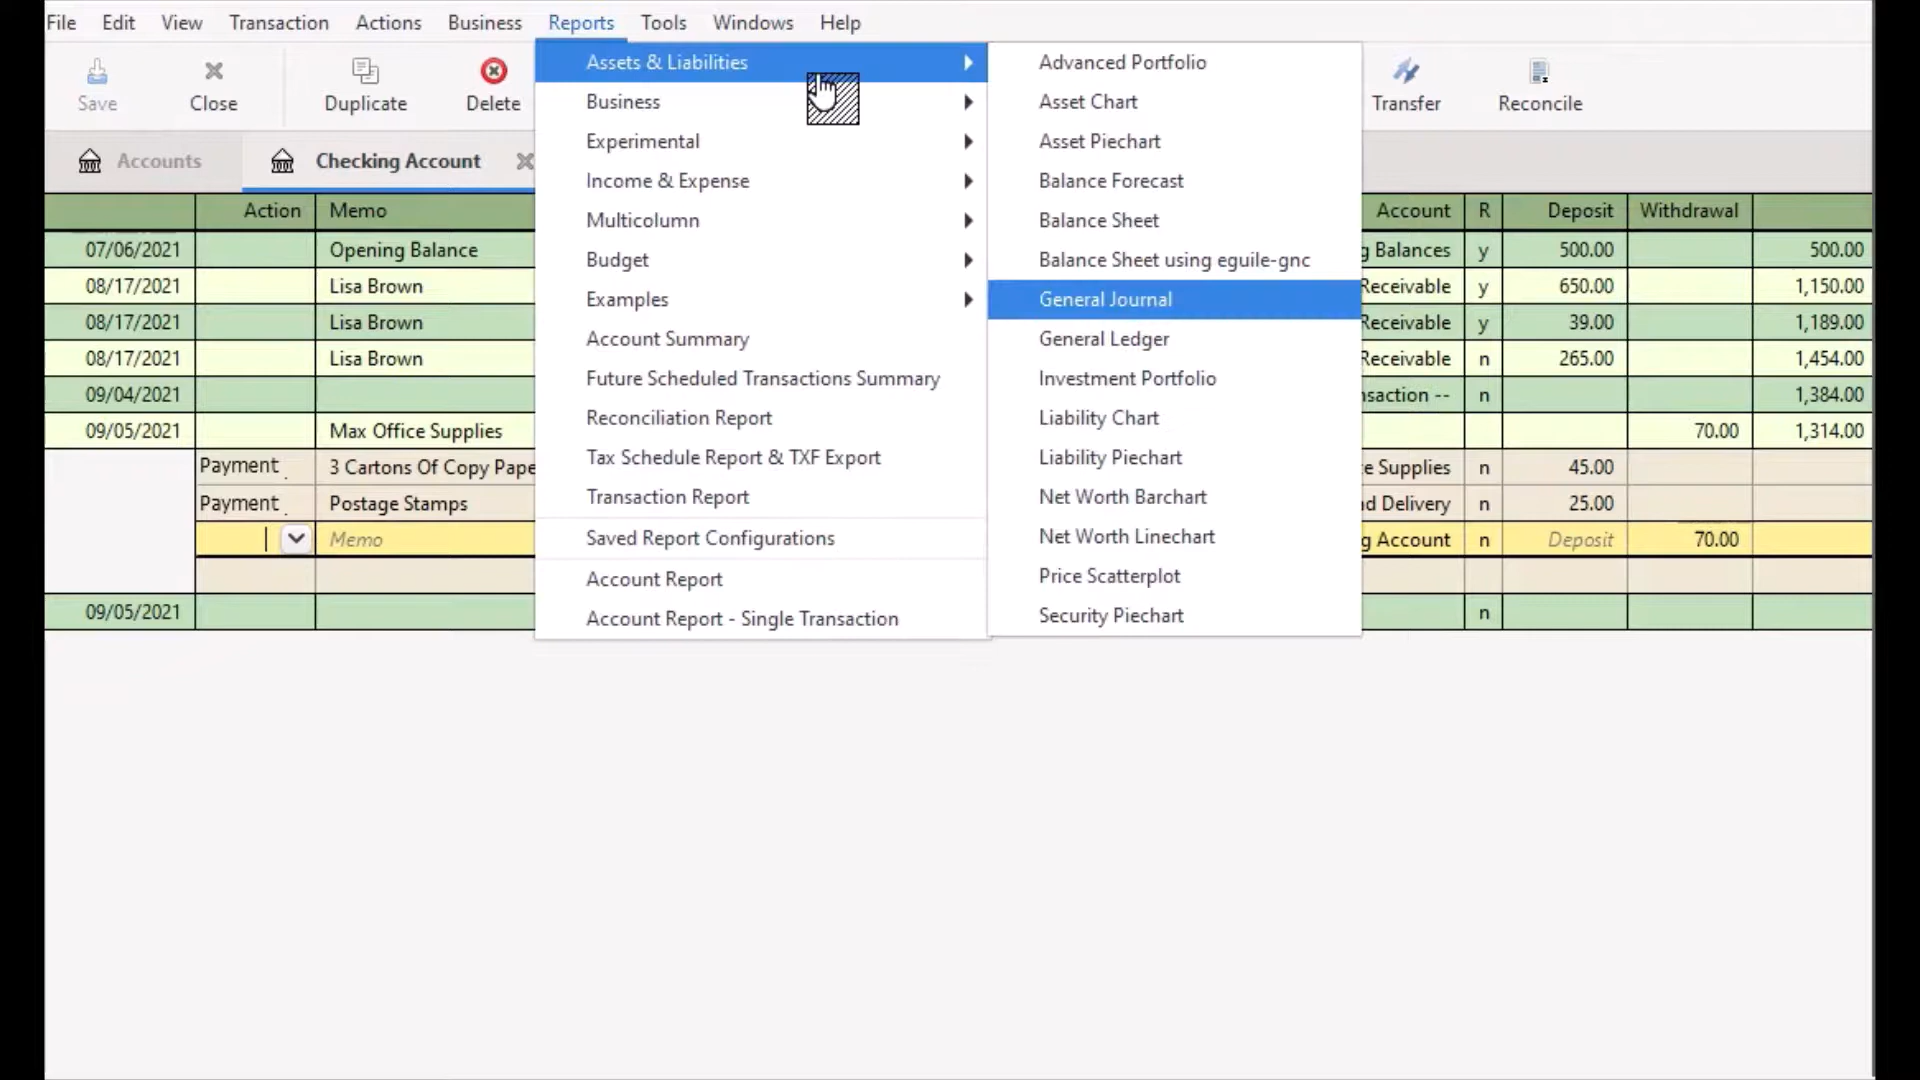 File Edit View Transaction Actions Business Reports Tools Windows Help
Save Close Duplicate Delete Transfer Reconcile
Accounts Checking Account
Assets & Liabilities
Business
Experimental
Income & Expense
Multicolumn
Budget
Examples
Account Summary
Future Scheduled Transactions Summary
Reconciliation Report
Tax Schedule Report & TXF Export
Transaction Report
Saved Report Configurations
Account Report
Account Report - Single Transaction
Advanced Portfolio
Asset Chart
Asset Piechart
Balance Forecast
Balance Sheet
Balance Sheet using eguile-gnc
General Journal
General Ledger
Investment Portfolio
Liability Chart
Liability Piechart
Net Worth Barchart
Net Worth Linechart
Price Scatterplot
Security Piechart
Action Memo Account R Deposit Withdrawal
07/06/2021 Opening Balance g Balances y 500.00 500.00
08/17/2021 Lisa Brown Receivable y 650.00 1,150.00
08/17/2021 Lisa Brown Receivable y 39.00 1,189.00
08/17/2021 Lisa Brown Receivable n 265.00 1,454.00
09/04/2021 nsaction -- n 1,384.00
09/05/2021 Max Office Supplies 70.00 1,314.00
Payment 3 Cartons Of Copy Pape e Supplies n 45.00
Payment Postage Stamps nd Delivery n 25.00
Memo g Account n Deposit 70.00
09/05/2021 n